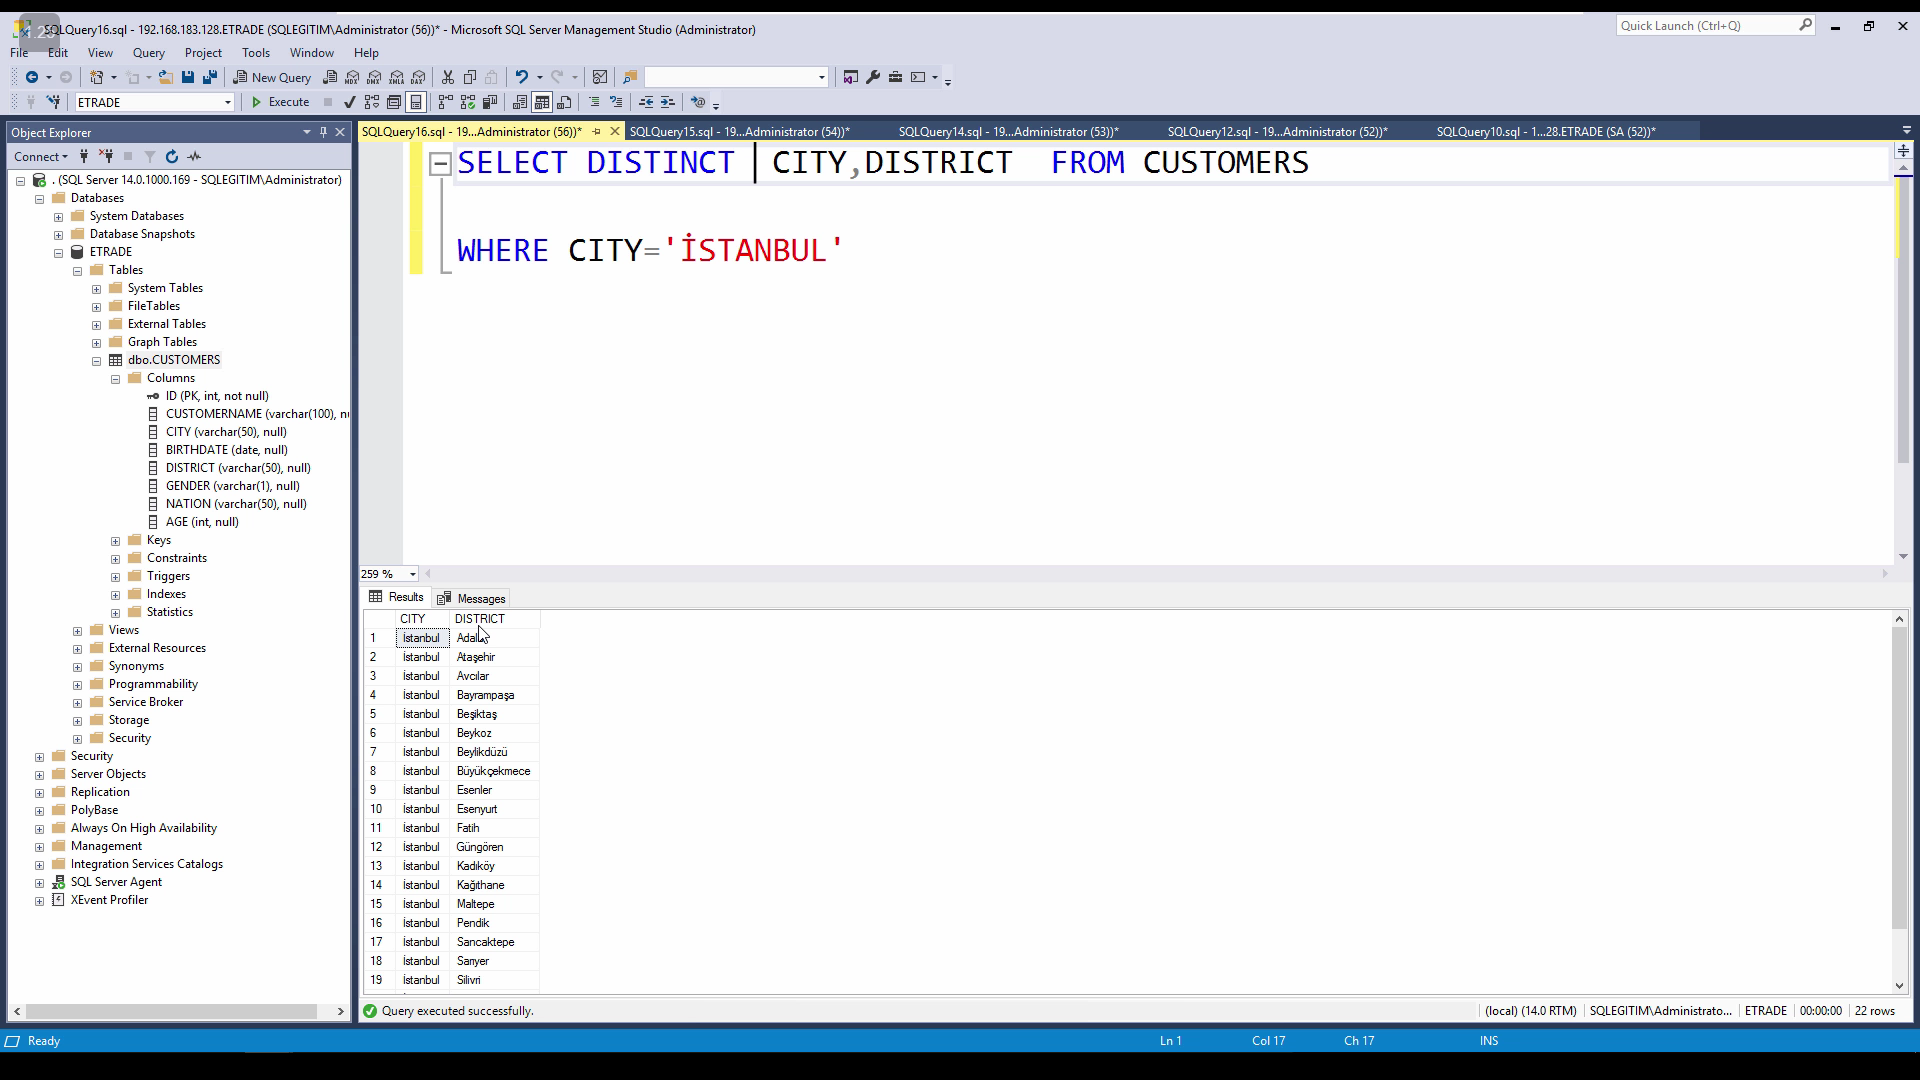 SQLQuery16.sql - 192.168.183.128.ETRADE (SQLEGITIM\Administrator (56))* - Microsoft SQL Server Management Studio (Administrator)
Quick Launch (Ctrl+Q)
File Edit View Query Project Tools Window Help
New Query
ETRADE
Execute
Object Explorer
Connect
. (SQL Server 14.0.1000.169 - SQLEGITIM\Administrator)
Databases
System Databases
Database Snapshots
ETRADE
Tables
System Tables
FileTables
External Tables
Graph Tables
dbo.CUSTOMERS
Columns
ID (PK, int, not null)
CUSTOMERNAME (varchar(100), nu
CITY (varchar(50), null)
BIRTHDATE (date, null)
DISTRICT (varchar(50), null)
GENDER (varchar(1), null)
NATION (varchar(50), null)
AGE (int, null)
Keys
Constraints
Triggers
Indexes
Statistics
Views
External Resources
Synonyms
Programmability
Service Broker
Storage
Security
Security
Server Objects
Replication
PolyBase
Always On High Availability
Management
Integration Services Catalogs
SQL Server Agent
XEvent Profiler
SQLQuery16.sql - 19...Administrator (56))* SQLQuery15.sql - 19...Administrator (54))* SQLQuery14.sql - 19...Administrator (53))* SQLQuery12.sql - 19...Administrator (52))* SQLQuery10.sql - 1...28.ETRADE (SA (52))*
SELECT DISTINCT CITY,DISTRICT FROM CUSTOMERS
WHERE CITY='İSTANBUL'
259 %
Results Messages
CITY DISTRICT
1 İstanbul
2 İstanbul Ataşehir
3 İstanbul Avcılar
4 İstanbul Bayrampaşa
5 İstanbul Beşiktaş
6 İstanbul Beykoz
7 İstanbul Beylikdüzü
8 İstanbul Büyükçekmece
9 İstanbul Esenler
10 İstanbul Esenyurt
11 İstanbul Fatih
12 İstanbul Güngören
13 İstanbul Kadıköy
14 İstanbul Kağıthane
15 İstanbul Maltepe
16 İstanbul Pendik
17 İstanbul Sancaktepe
18 İstanbul Sarıyer
19 İstanbul Silivri
Query executed successfully.
(local) (14.0 RTM) SQLEGITIM\Administrato... ETRADE 00:00:00 22 rows
Ready Ln 1 Col 17 Ch 17 INS